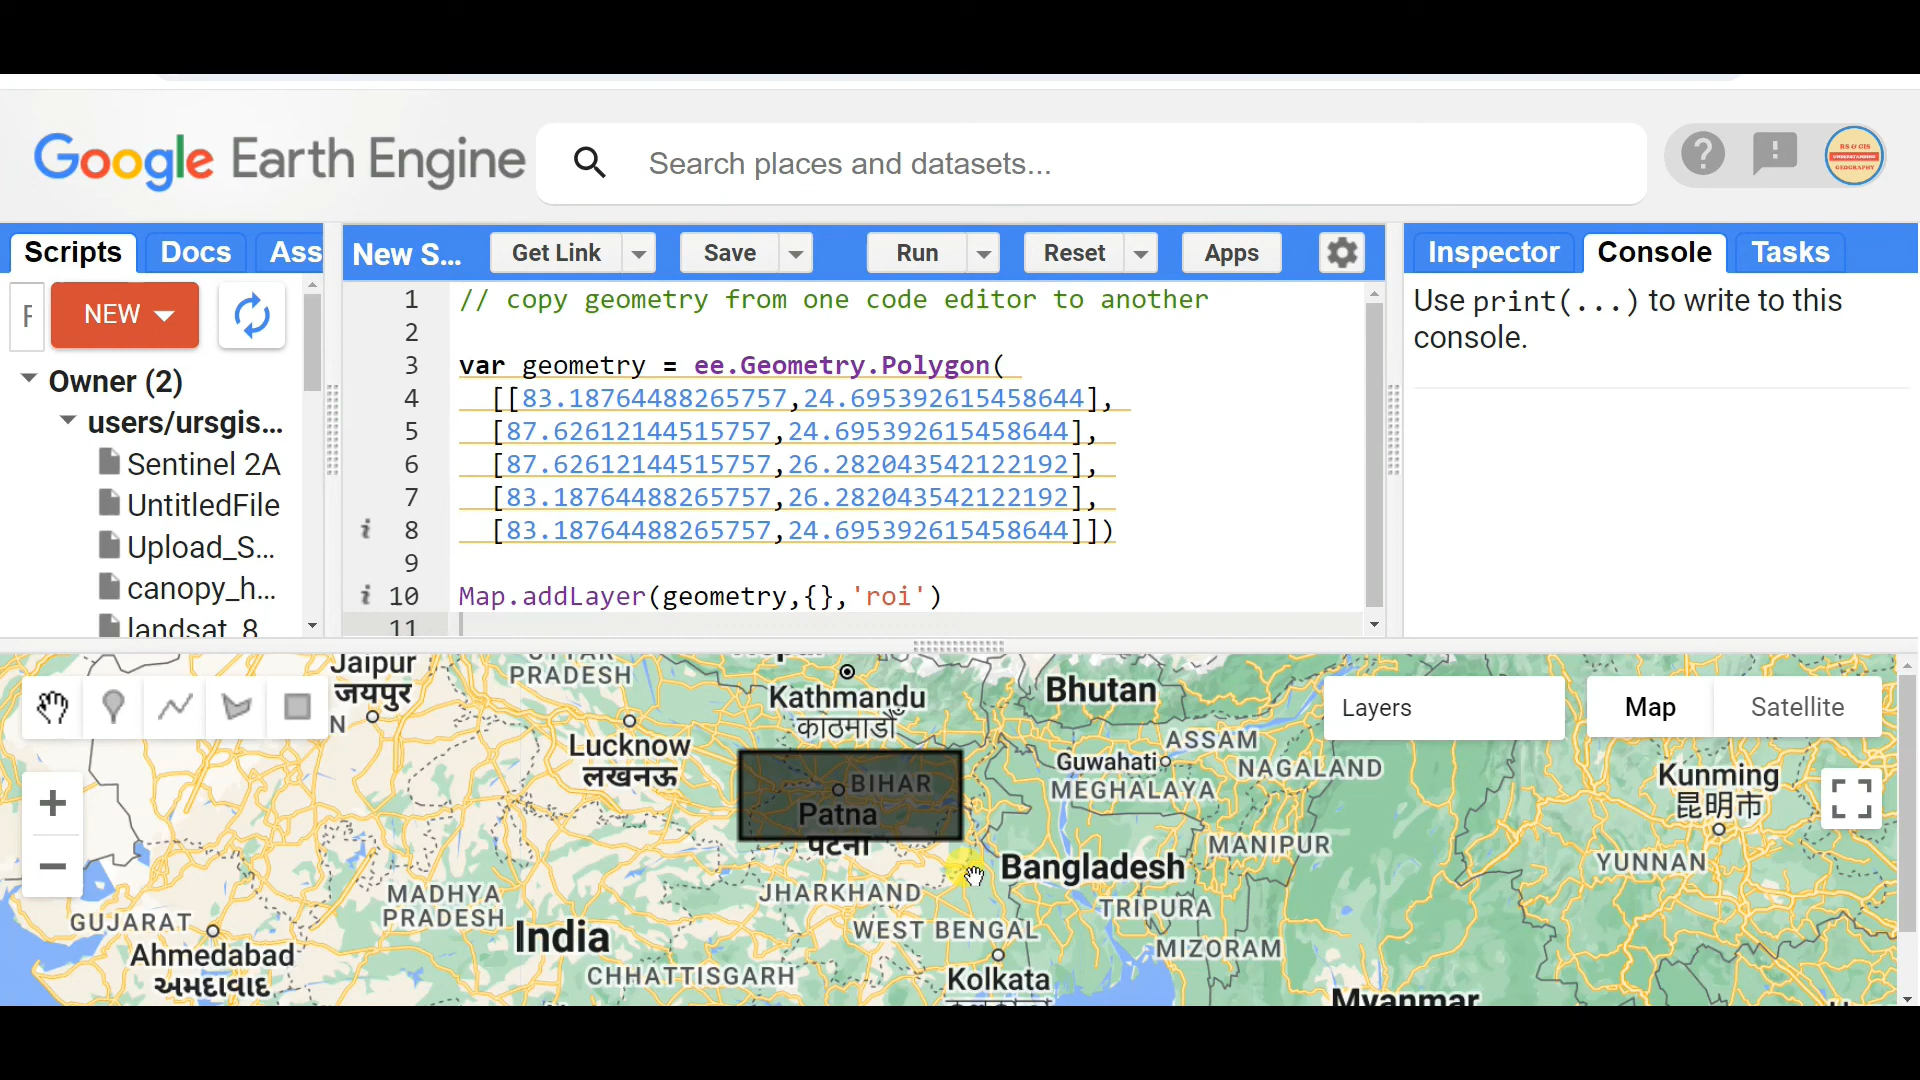 Google Earth Engine
Search places and datasets...
RS & GIS
UNDERSTANDING
GEOGRAPHY
Scripts Docs Ass
New S... Get Link Save Run Reset Apps
Inspector Console Tasks
F NEW
Owner (2)
users/ursgis...
Sentinel 2A
UntitledFile
Upload_S...
canopy_h...
landsat_8
1 // copy geometry from one code editor to another
2
3 var geometry = ee.Geometry.Polygon(
4 [[83.18764488265757,24.695392615458644],
5 [87.62612144515757,24.695392615458644],
6 [87.62612144515757,26.282043542122192],
7 [83.18764488265757,26.282043542122192],
i 8 [83.18764488265757,24.695392615458644]])
9
i 10 Map.addLayer(geometry,{},'roi')
11
Use print(...) to write to this
console.
Layers
Map Satellite
Jaipur
जयपुर
N
UTTAR
PRADESH
Nepal
Kathmandu
काठमाडौं
Bhutan
Lucknow
लखनऊ
BIHAR
Patna
पटना
ASSAM
Guwahati
NAGALAND
MEGHALAYA
Kunming
昆明市
MANIPUR
YUNNAN
Bangladesh
JHARKHAND
MADHYA
PRADESH
GUJARAT
TRIPURA
Ahmedabad
અમદાવાદ
India
WEST BENGAL
MIZORAM
CHHATTISGARH
Kolkata
Myanmar